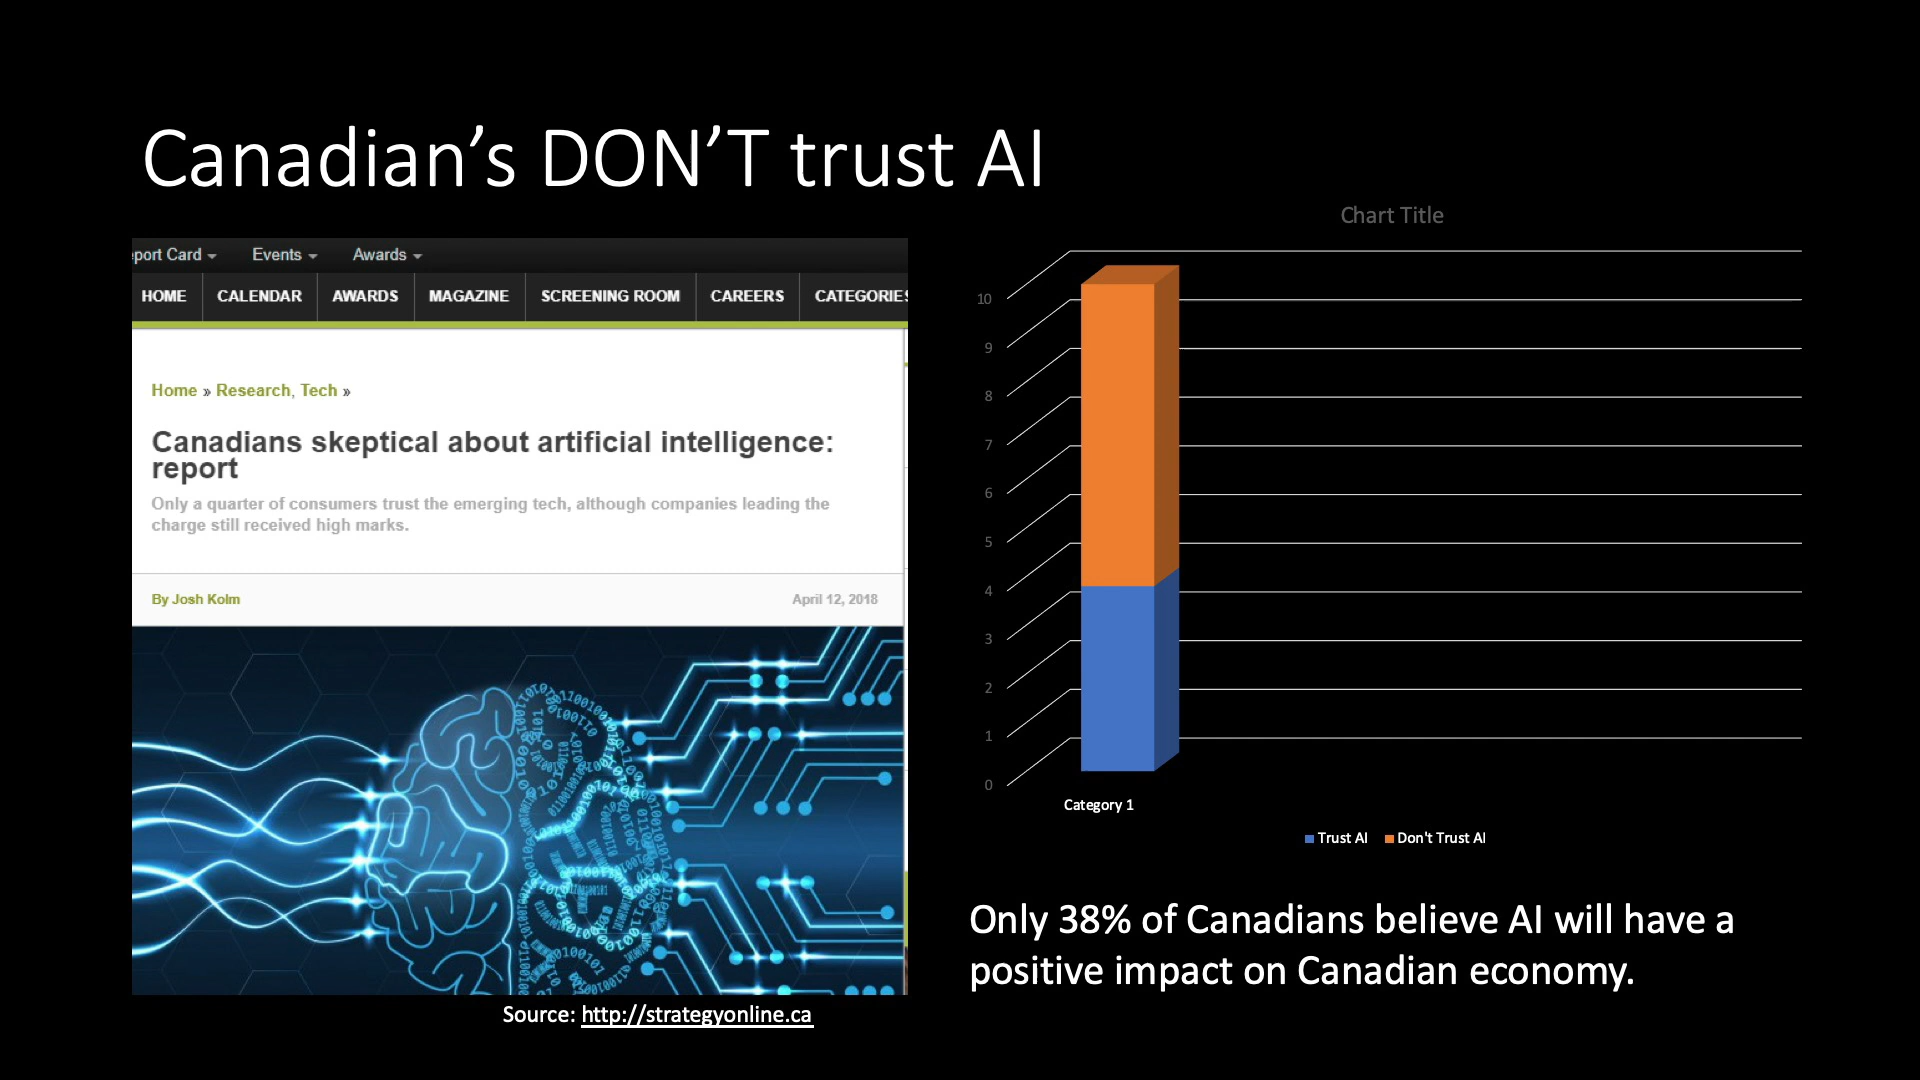 Canadian’s DON’T trust AI
port Card
Events
Awards
HOME
CALENDAR
AWARDS
MAGAZINE
SCREENING ROOM
CAREERS
CATEGORIES
Home » Research, Tech »
Canadians skeptical about artificial intelligence:
report
Only a quarter of consumers trust the emerging tech, although companies leading the
charge still received high marks.
By Josh Kolm
April 12, 2018
Source: http://strategyonline.ca
Chart Title
10
9
8
7
6
5
4
3
2
1
0
Category 1
Trust AI
Don't Trust AI
Only 38% of Canadians believe AI will have a
positive impact on Canadian economy.